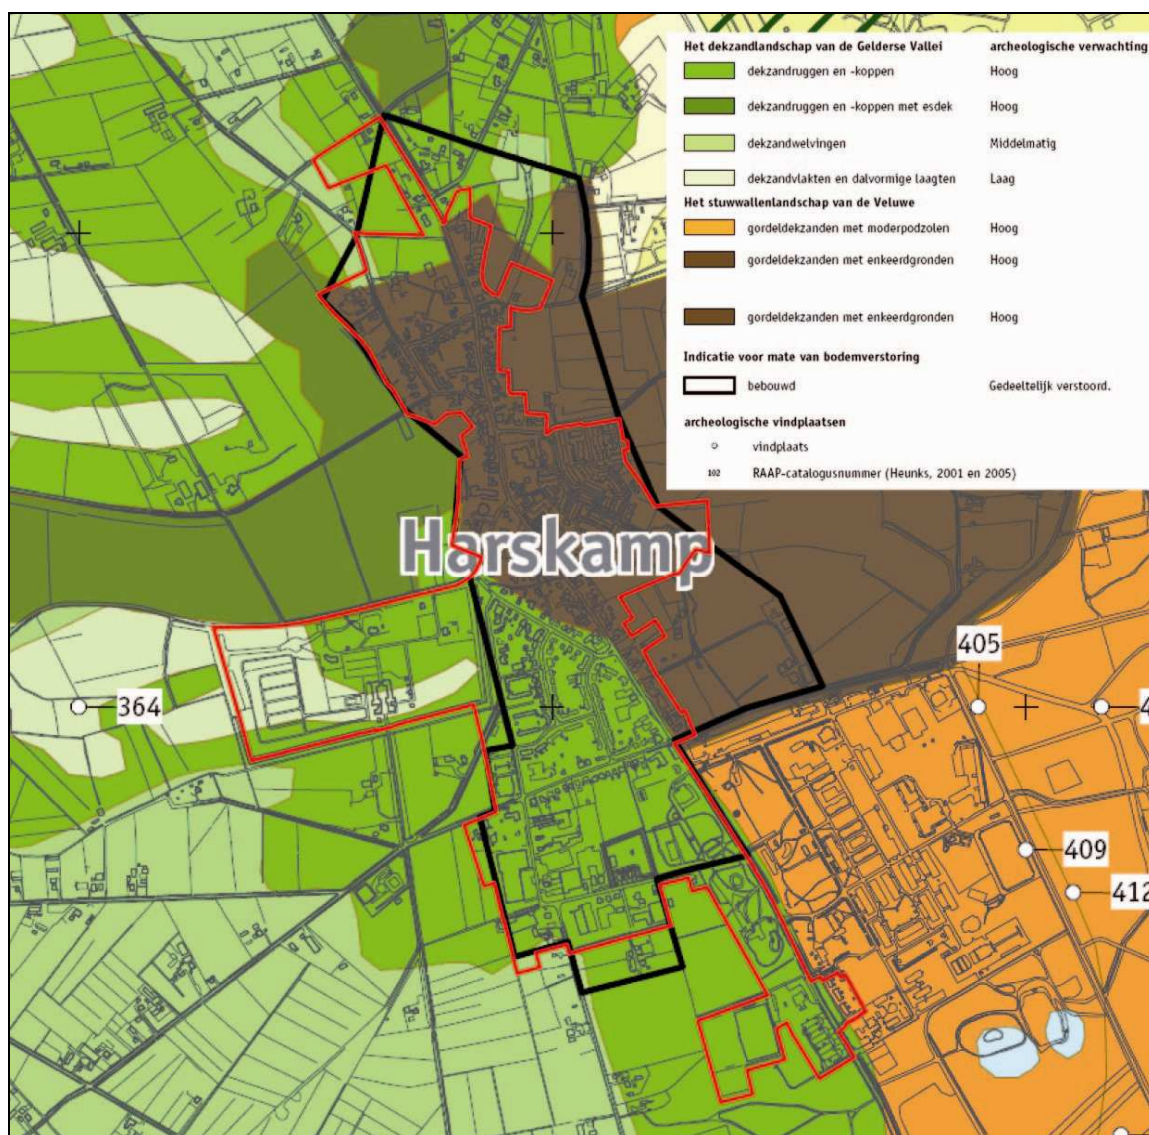 Het dekzandlandschap van de Gelderse Vallei archeologische verwachting
dekzandruggen en -koppen Hoog
dekzandruggen en -koppen met esdek Hoog
dekzandwelvingen Middelmatig
dekzandvlakten en dalvormige laagten Laag
Het stuwwallenlandschap van de Veluwe
gordeldekzanden met moderpodzolen Hoog
gordeldekzanden met enkeerdgronden Hoog
gordeldekzanden met enkeerdgronden Hoog
Indicatie voor mate van bodemverstoring
bebouwd Gedeeltelijk verstoord.
archeologische vindplaatsen
vindplaats
102 RAAP-catalogusnummer (Heunks, 2001 en 2005)
Harskamp
405
364
409
412